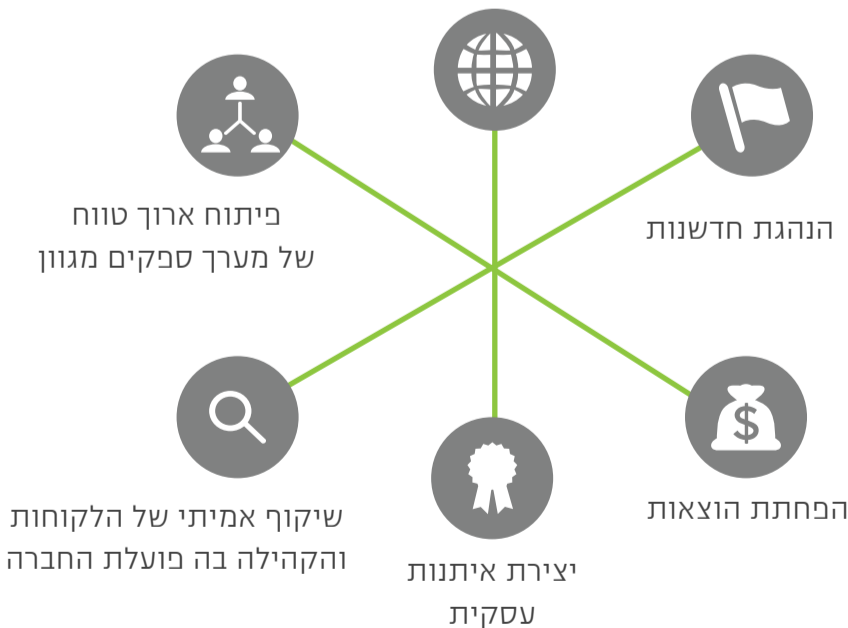 הנהגת חדשנות
פיתוח ארוך טווח
של מערך ספקים מגוון
הפחתת הוצאות
יצירת איתנות
עסקית
שיקוף אמיתי של הלקוחות
והקהילה בה פועלת החברה